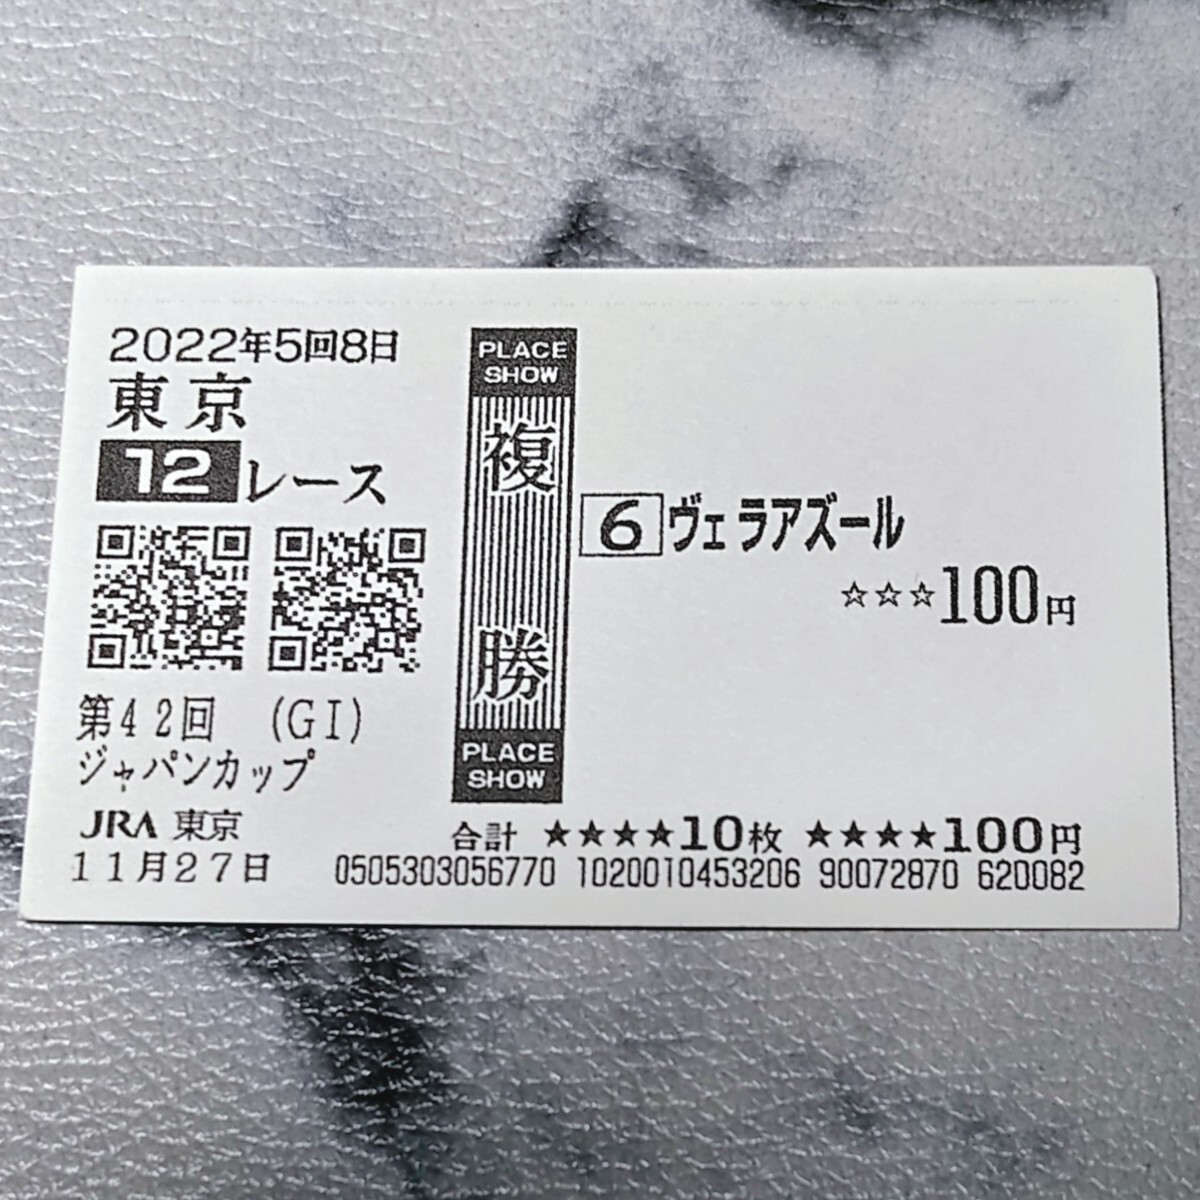 2022年5回8日
東京
12レース
第42回 (GI)
ジャパンカップ
JRA 東京
11月27日
PLACE
SHOW
複勝
PLACE
SHOW
6 ヴェラアズール
☆☆☆100円
合計 ★★★★10枚 ★★★★100円
0505303056770 1020010453206 90072870 620082